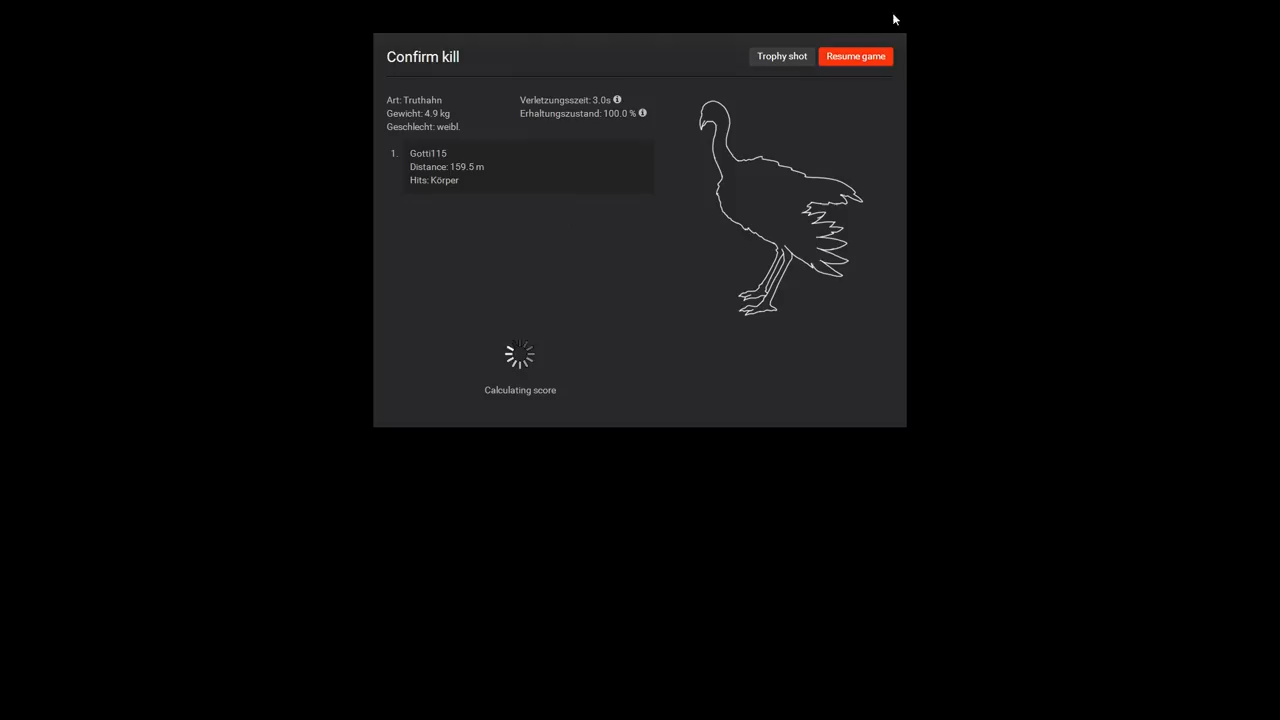 Confirm kill
Trophy shot
Resume game
Art: Truthahn
Gewicht: 4.9 kg
Geschlecht: weibl.
Verletzungsszeit: 3.0s
Erhaltungszustand: 100.0 %
1. Gotti115
Distance: 159.5 m
Hits: Körper
Calculating score